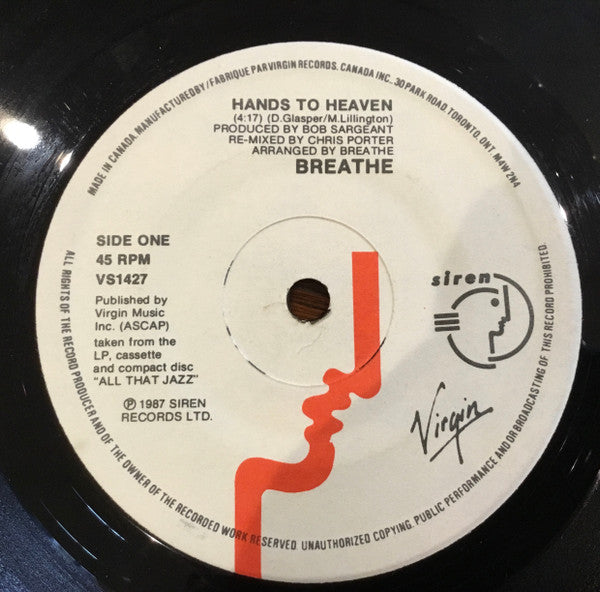 MADE IN CANADA. MANUFACTURED BY/FABRIQUE PAR VIRGIN RECORDS. CANADA INC., 30 PARK ROAD, TORONTO, ONT. M4W 2N4
HANDS TO HEAVEN
(4:17) (D.Glasper/M.Lillington)
PRODUCED BY BOB SARGEANT
RE-MIXED BY CHRIS PORTER
ARRANGED BY BREATHE
BREATHE
SIDE ONE
45 RPM
VS1427
Published by
Virgin Music
Inc. (ASCAP)
taken from the
LP, cassette
and compact disc
"ALL THAT JAZZ"
℗ 1987 SIREN
RECORDS LTD.
siren
Virgin
ALL RIGHTS OF THE RECORD PRODUCER AND OF THE OWNER OF THE RECORDED WORK RESERVED. UNAUTHORIZED COPYING, PUBLIC PERFORMANCE AND/OR BROADCASTING OF THIS RECORD PROHIBITED.